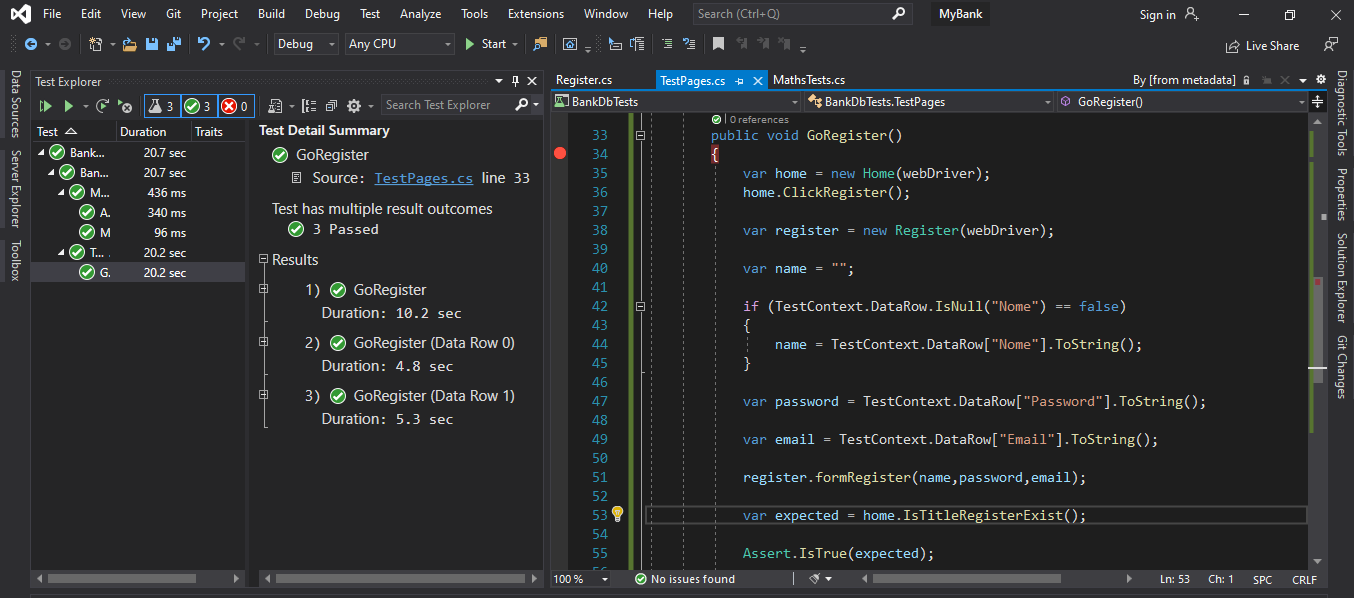 File Edit View Git Project Build Debug Test Analyze Tools Extensions Window Help Search (Ctrl+Q) MyBank Sign in
Debug Any CPU Start Live Share
Data Sources
Server Explorer
Toolbox
Test Explorer
3 3 0 Search Test Explorer
Test Duration Traits
Bank... 20.7 sec
Ban... 20.7 sec
M... 436 ms
A. 340 ms
M 96 ms
T... 20.2 sec
G. 20.2 sec
Test Detail Summary
GoRegister
Source: TestPages.cs line 33
Test has multiple result outcomes
3 Passed
Results
1) GoRegister
Duration: 10.2 sec
2) GoRegister (Data Row 0)
Duration: 4.8 sec
3) GoRegister (Data Row 1)
Duration: 5.3 sec
Register.cs TestPages.cs MathsTests.cs By [from metadata]
BankDbTests BankDbTests.TestPages GoRegister()
0 references
33 public void GoRegister()
34 {
35 var home = new Home(webDriver);
36 home.ClickRegister();
37
38 var register = new Register(webDriver);
39
40 var name = "";
41
42 if (TestContext.DataRow.IsNull("Nome") == false)
43 {
44 name = TestContext.DataRow["Nome"].ToString();
45 }
46
47 var password = TestContext.DataRow["Password"].ToString();
48
49 var email = TestContext.DataRow["Email"].ToString();
50
51 register.formRegister(name,password,email);
52
53 var expected = home.IsTitleRegisterExist();
54
55 Assert.IsTrue(expected);
100 % No issues found Ln: 53 Ch: 1 SPC CRLF
Diagnostic Tools
Properties
Solution Explorer
Git Changes